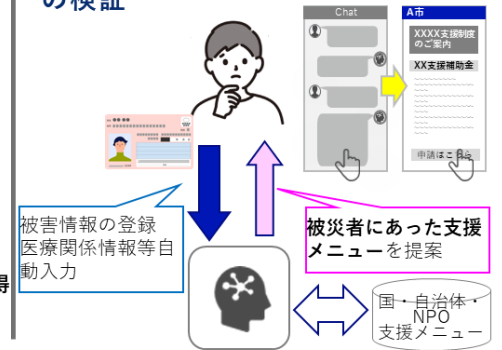 の検証
Chat
A市
XXXX支援制度
のご案内
XX支援補助金
申請はこちら
被害情報の登録
医療関係情報等自
動入力
被災者にあった支援
メニューを提案
得
国・自治体・
NPO
支援メニュー